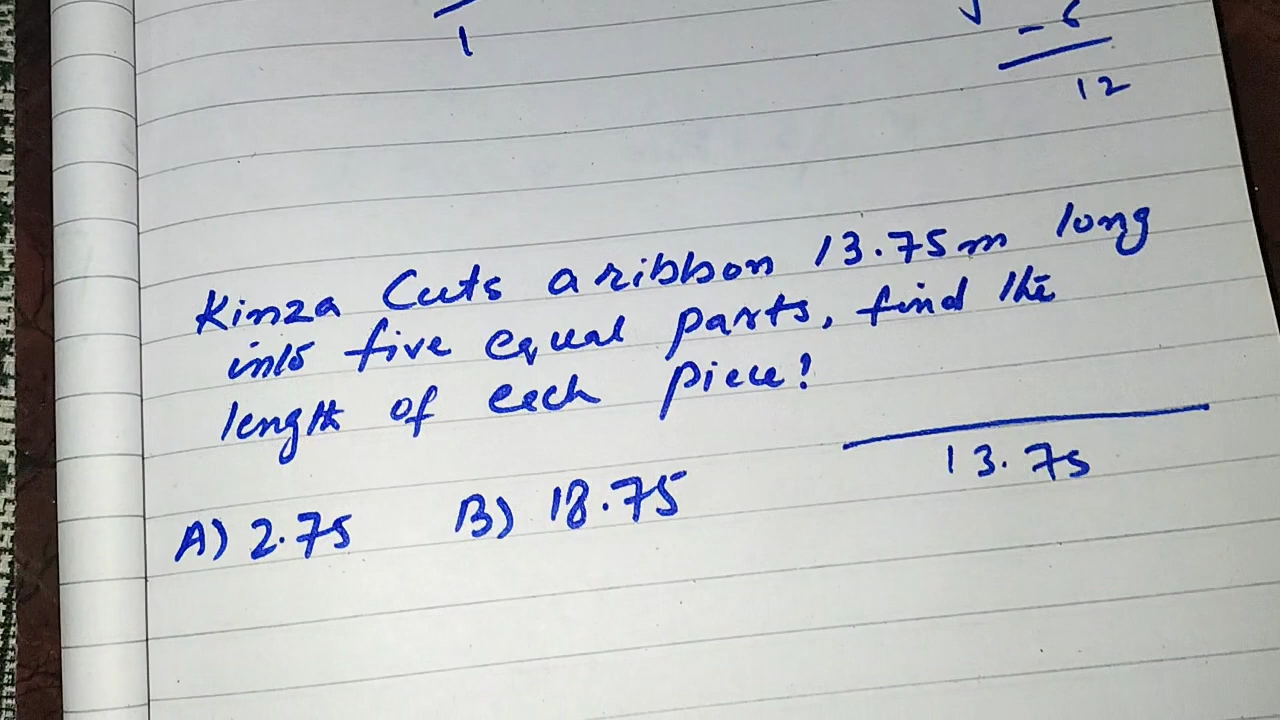 1
- 6
12
Kinza Cuts a ribbon 13.75m long
into five equal parts, find the
length of each piece?
13.75
A) 2.75 B) 18.75